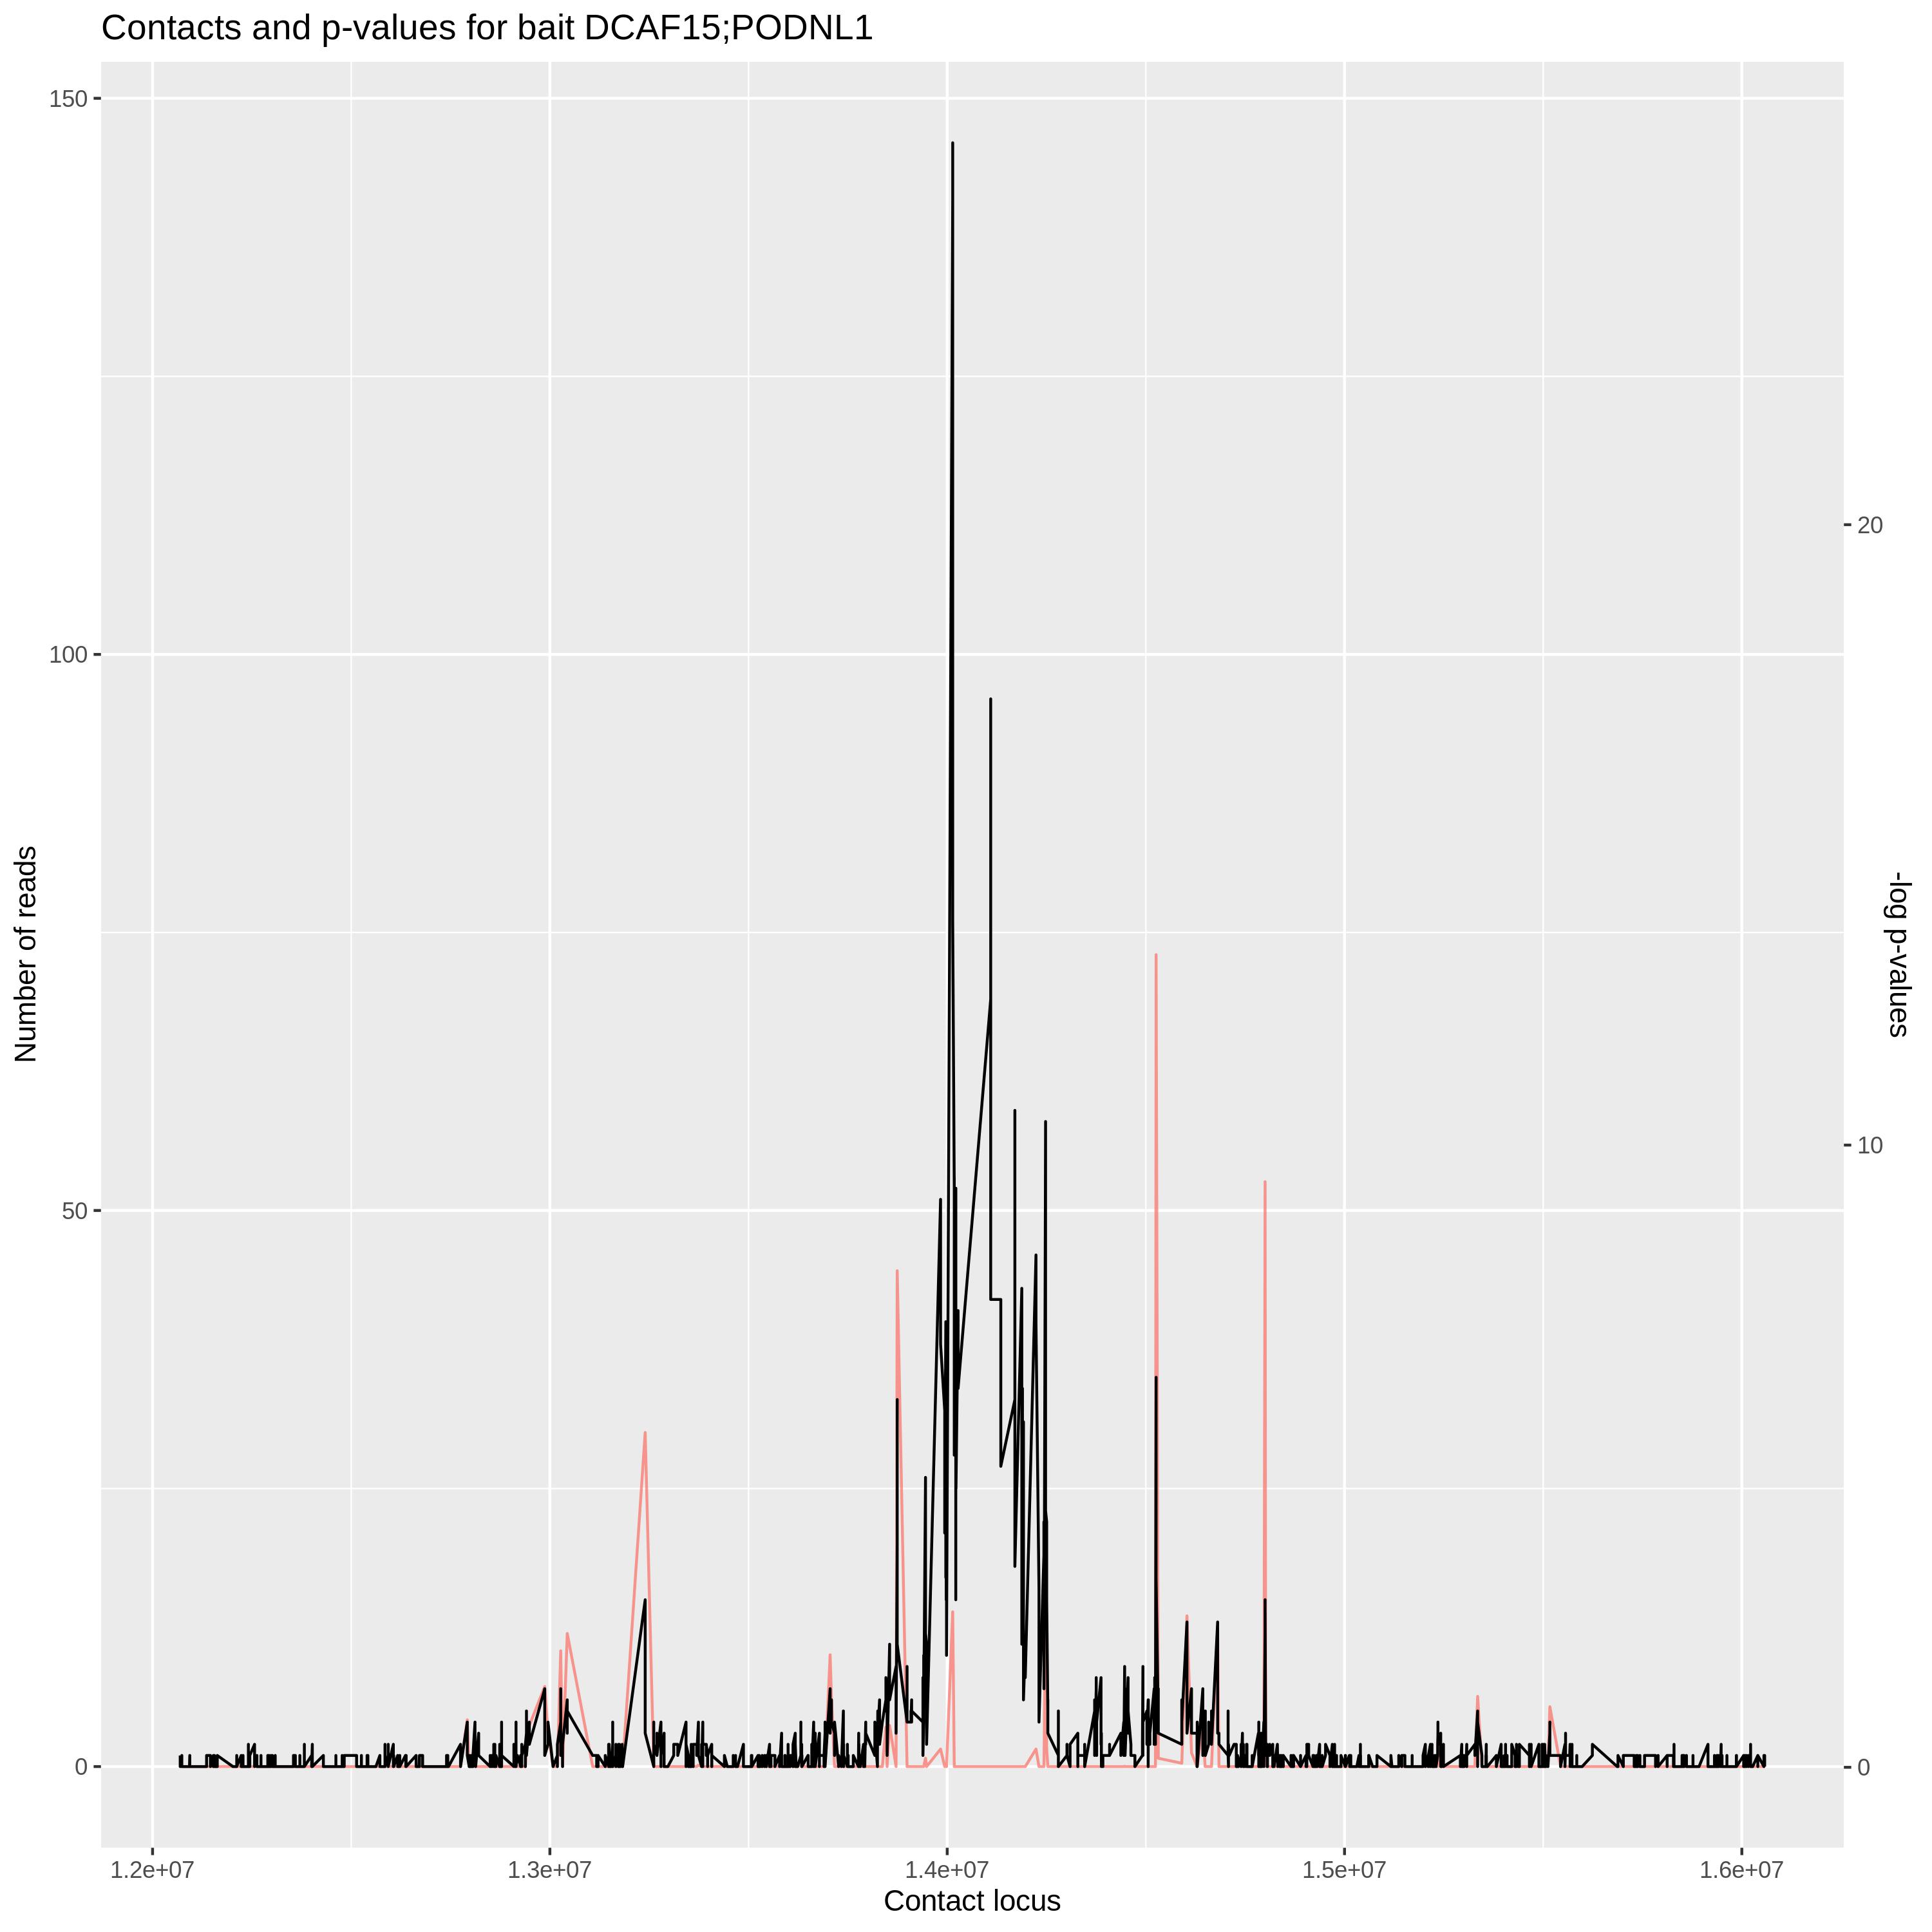 Contacts and p-values for bait DCAF15;PODNL1
150
100
50
0
Number of reads
20
10
0
-log p-values
1.2e+07
1.3e+07
1.4e+07
1.5e+07
1.6e+07
Contact locus